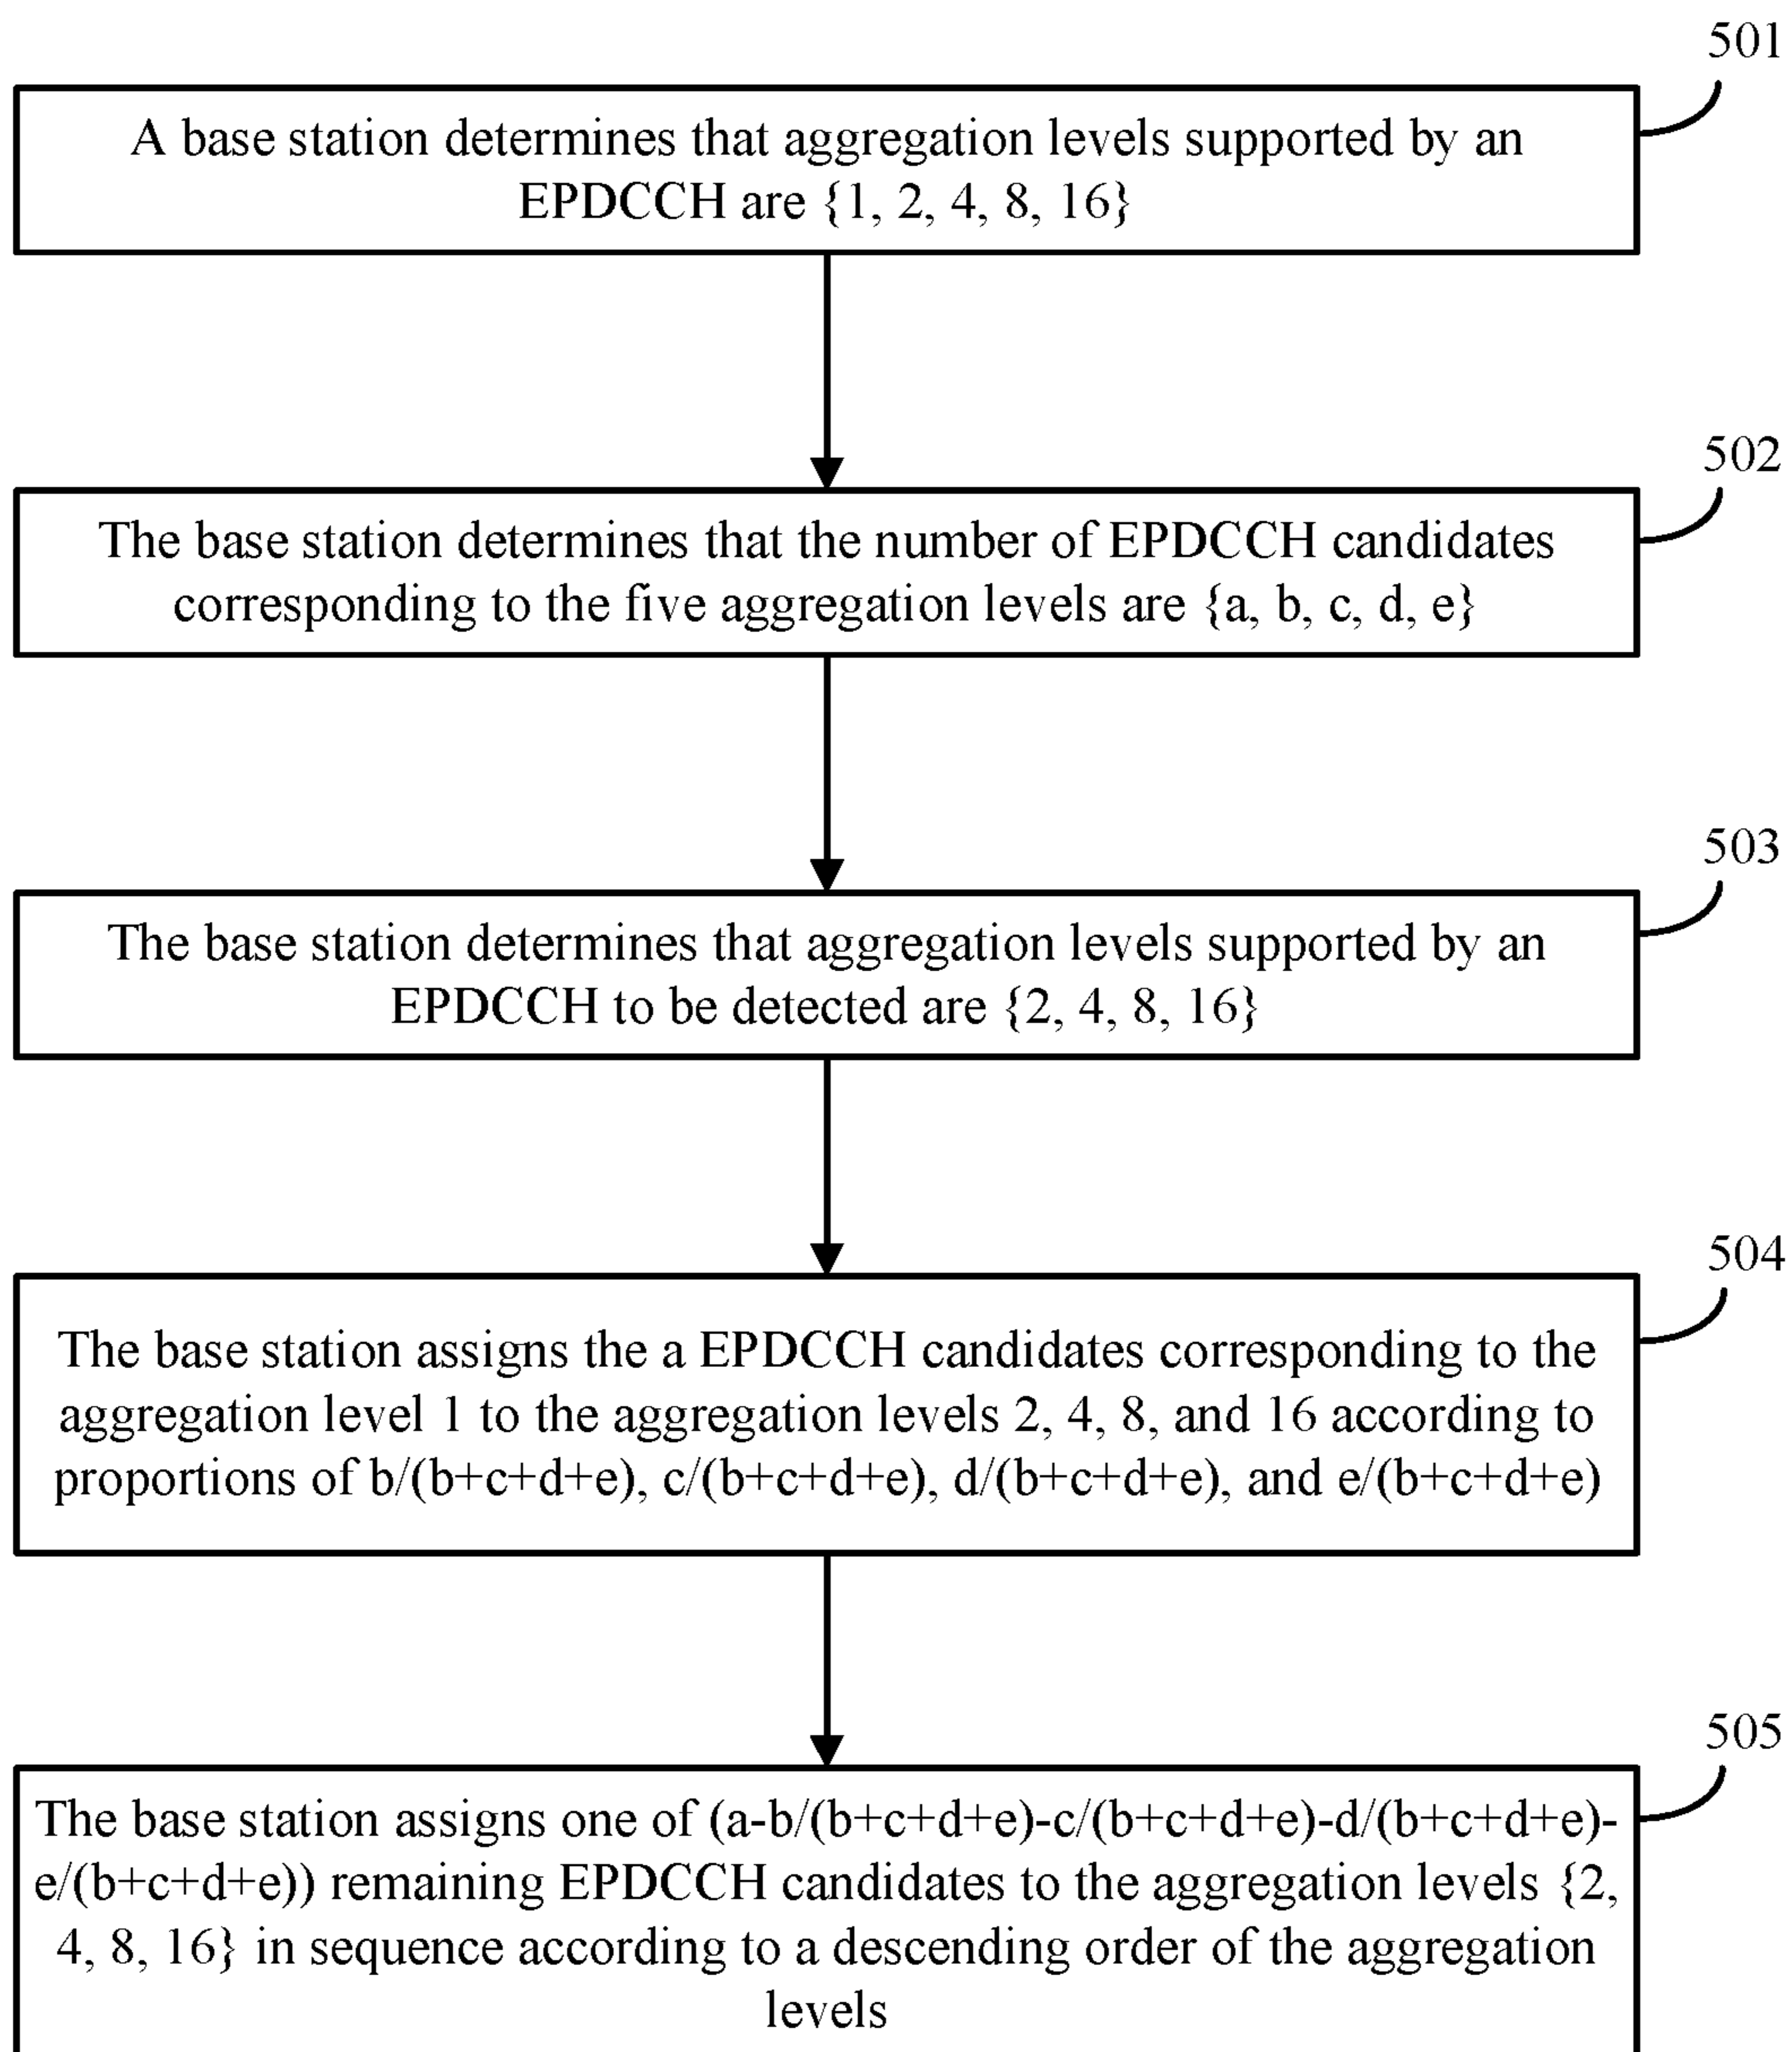 501
A base station determines that aggregation levels supported by an
EPDCCH are {1, 2, 4, 8, 16}
502
The base station determines that the number of EPDCCH candidates
corresponding to the five aggregation levels are {a, b, c, d, e}
503
The base station determines that aggregation levels supported by an
EPDCCH to be detected are {2, 4, 8, 16}
504
The base station assigns the a EPDCCH candidates corresponding to the
aggregation level 1 to the aggregation levels 2, 4, 8, and 16 according to
proportions of b/(b+c+d+e), c/(b+c+d+e), d/(b+c+d+e), and e/(b+c+d+e)
505
The base station assigns one of (a-b/(b+c+d+e)-c/(b+c+d+e)-d/(b+c+d+e)-
e/(b+c+d+e)) remaining EPDCCH candidates to the aggregation levels {2,
4, 8, 16} in sequence according to a descending order of the aggregation
levels